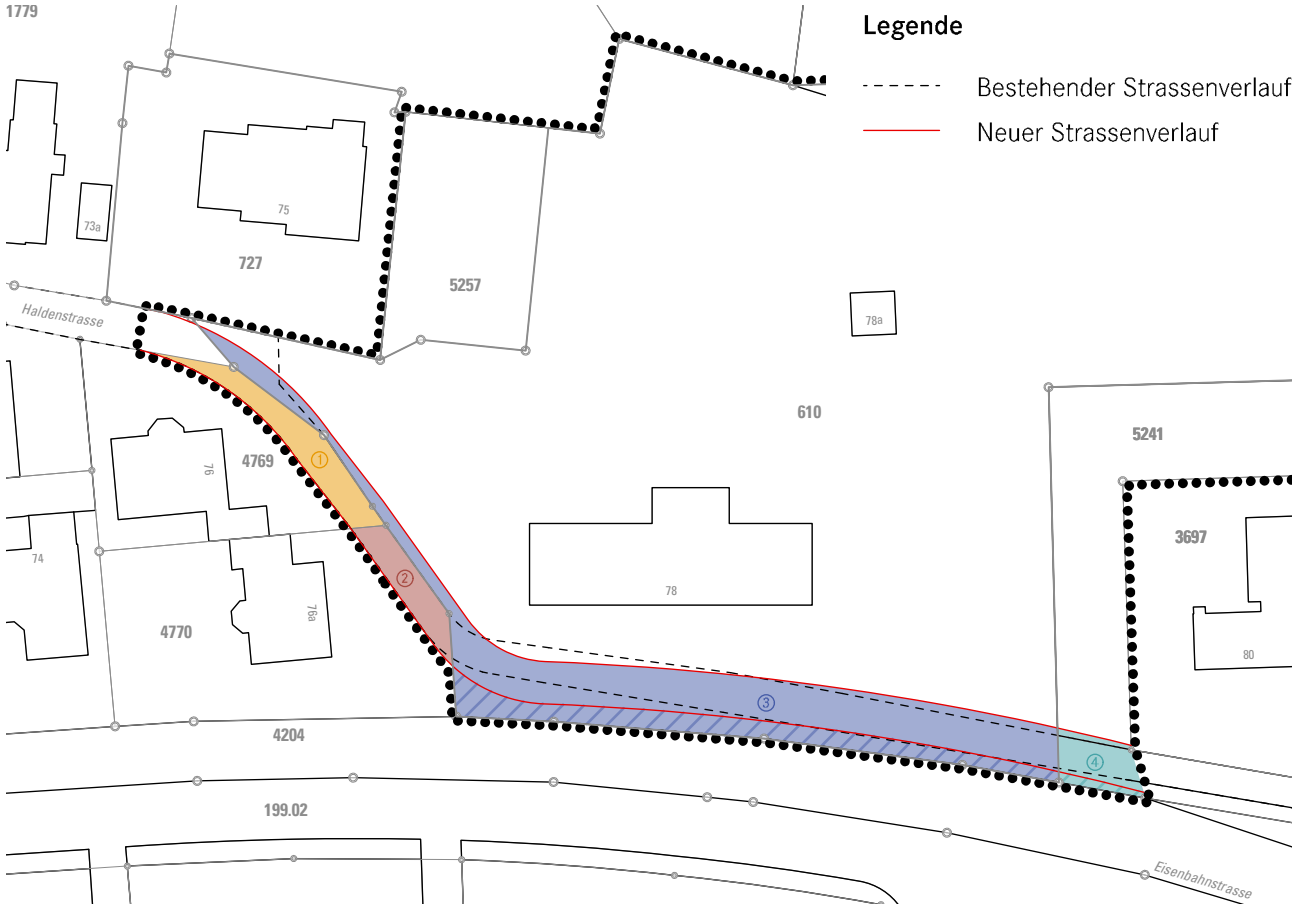 1779
Legende
Bestehender Strassenverlauf
Neuer Strassenverlauf
75
73a
727
5257
Haldenstrasse
78a
610
5241
4769
76
1
3697
74
2
78
76a
4770
80
3
4204
4
199.02
Eisenbahnstrasse